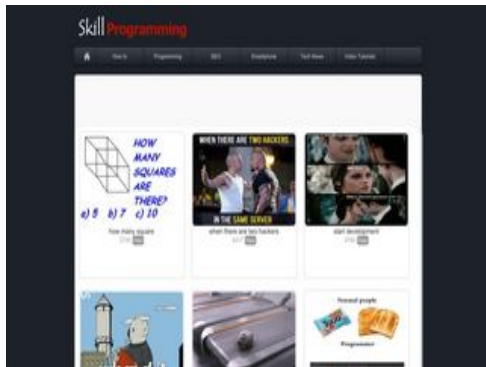 Skill Programming
How to Programming SEO Smartphone Tech News Video Tutorials
HOW
MANY
SQUARES
ARE
THERE?
a) 5 b) 7 c) 10
how many square
WHEN THERE ARE TWO HACKERS
IN THE SAME SERVER
when there are two hackers
start development
Normal people
Programmer